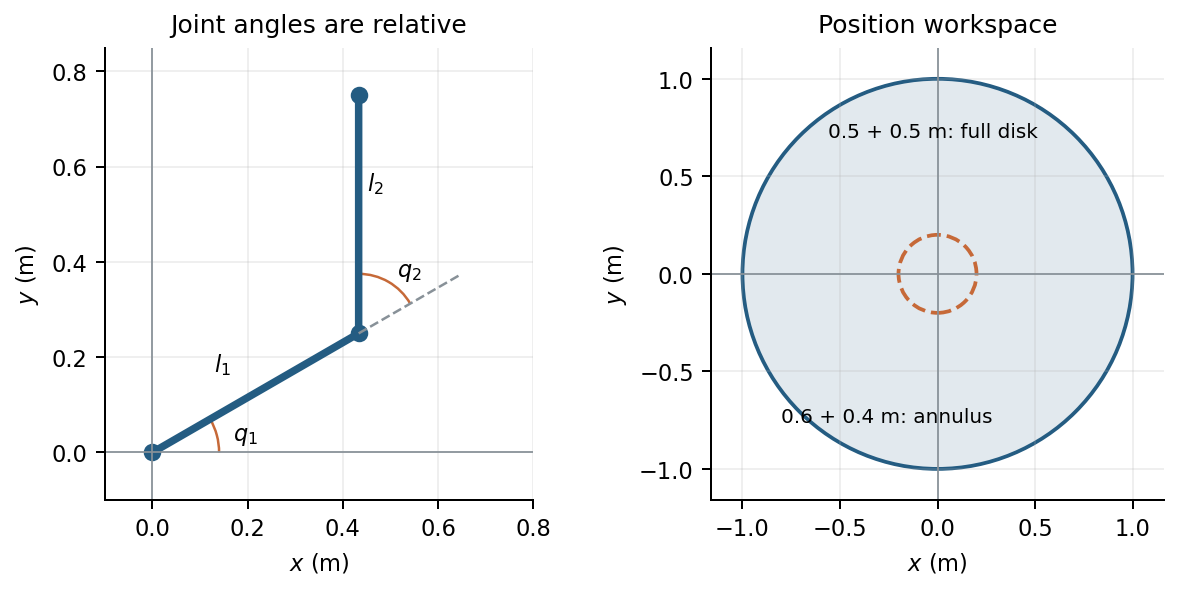 Joint angles are relative
0.8
0.6
0.4
0.2
0.0
y (m)
l₂
q₂
l₁
q₁
0.0 0.2 0.4 0.6 0.8
x (m)
Position workspace
1.0
0.5
0.0
−0.5
−1.0
y (m)
0.5 + 0.5 m: full disk
0.6 + 0.4 m: annulus
−1.0 −0.5 0.0 0.5 1.0
x (m)